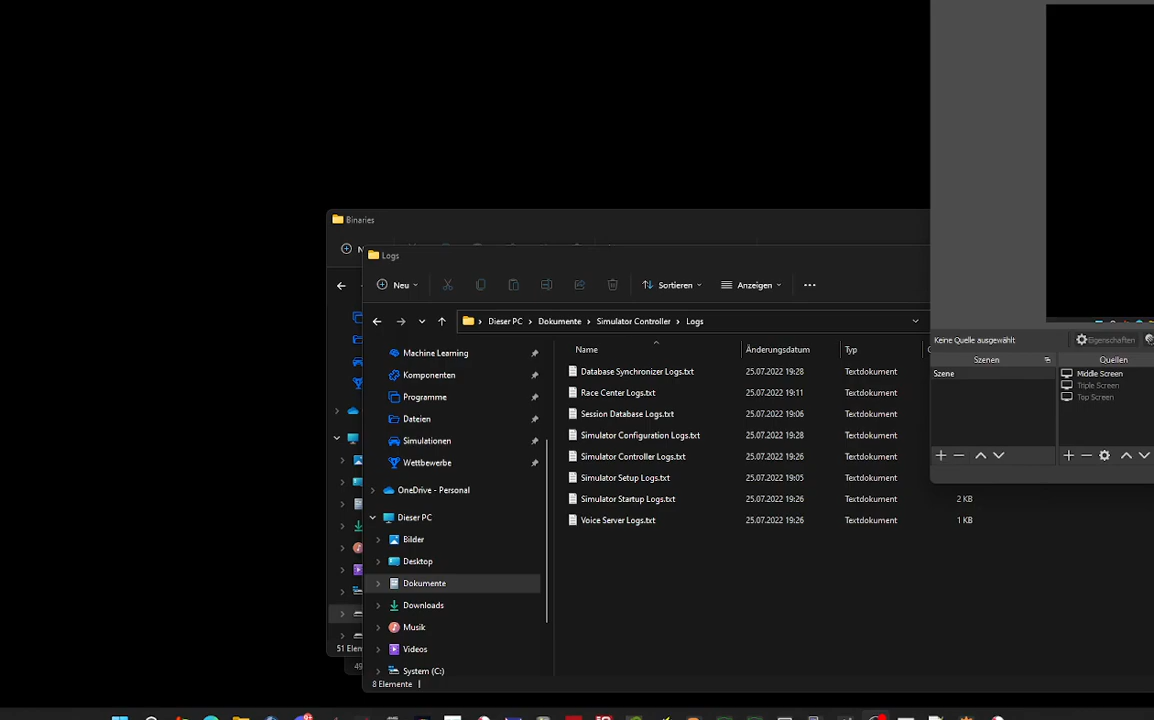 Binaries
Logs
Neu
Sortieren
Anzeigen
Dieser PC > Dokumente > Simulator Controller > Logs
Name
Änderungsdatum
Typ
Machine Learning
Komponenten
Programme
Dateien
Simulationen
Wettbewerbe
OneDrive - Personal
Dieser PC
Bilder
Desktop
Dokumente
Downloads
Musik
Videos
System (C:)
Database Synchronizer Logs.txt 25.07.2022 19:28 Textdokument
Race Center Logs.txt 25.07.2022 19:11 Textdokument
Session Database Logs.txt 25.07.2022 19:06 Textdokument
Simulator Configuration Logs.txt 25.07.2022 19:28 Textdokument
Simulator Controller Logs.txt 25.07.2022 19:26 Textdokument
Simulator Setup Logs.txt 25.07.2022 19:05 Textdokument
Simulator Startup Logs.txt 25.07.2022 19:26 Textdokument 2 KB
Voice Server Logs.txt 25.07.2022 19:26 Textdokument 1 KB
8 Elemente
Keine Quelle ausgewählt
Eigenschaften
Szenen
Quellen
Szene
Middle Screen
Triple Screen
Top Screen